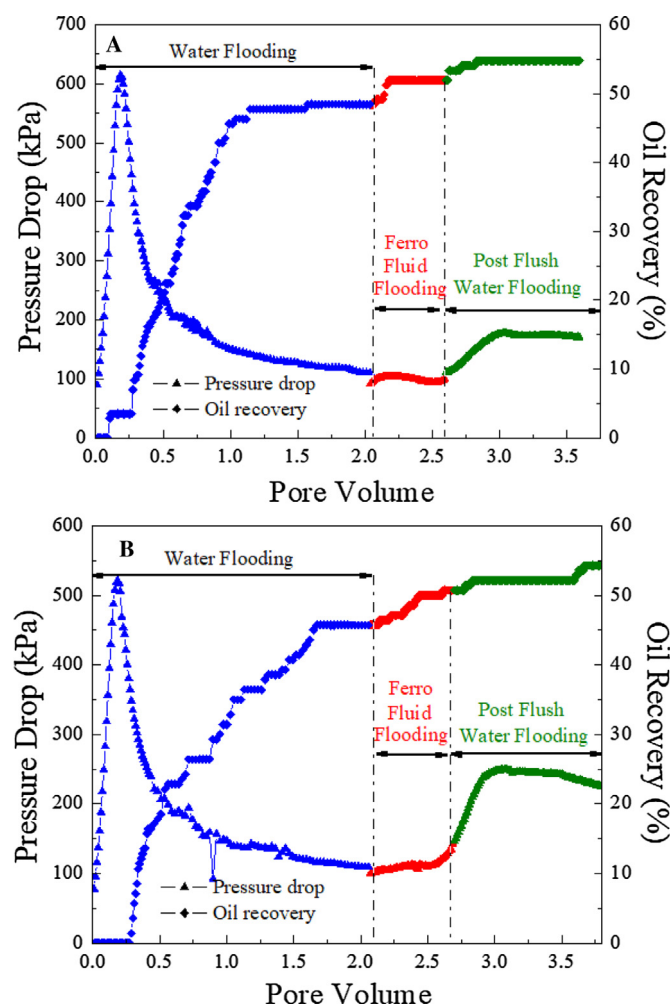 A
Water Flooding
Ferro
Fluid
Flooding
Post Flush
Water Flooding
Pressure drop
Oil recovery
700
600
500
400
300
200
100
0
60
50
40
30
20
10
0
0.0 0.5 1.0 1.5 2.0 2.5 3.0 3.5
Pressure Drop (kPa)
Oil Recovery (%)
Pore Volume
B
Water Flooding
Ferro
Fluid
Flooding
Post Flush
Water Flooding
Pressure drop
Oil recovery
600
500
400
300
200
100
0
60
50
40
30
20
10
0
0.0 0.5 1.0 1.5 2.0 2.5 3.0 3.5
Pressure Drop (kPa)
Oil Recovery (%)
Pore Volume